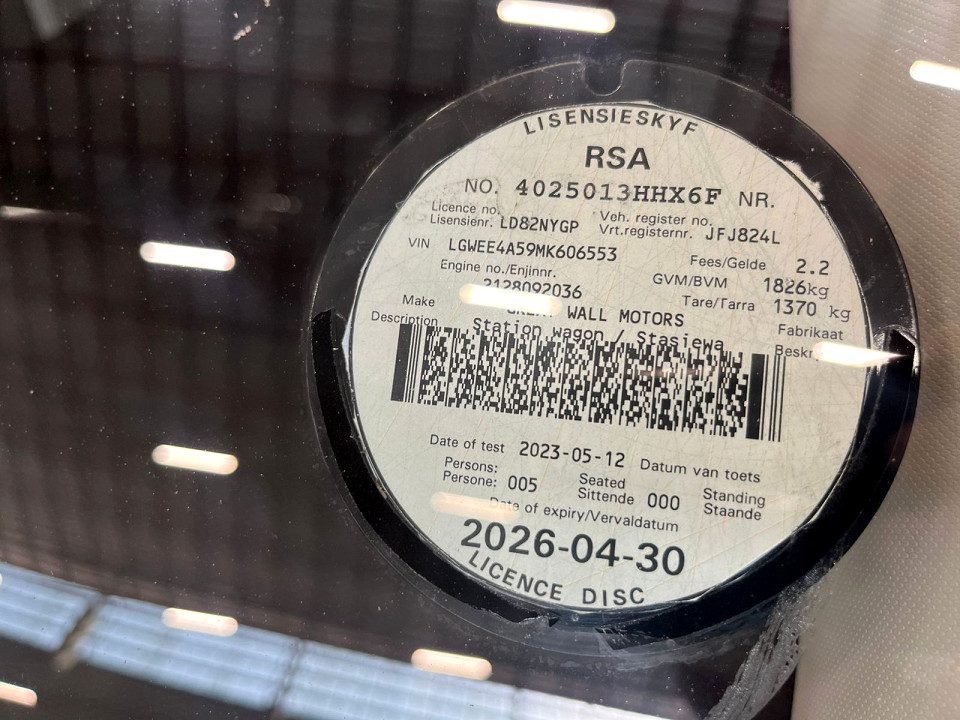 LISENSIESKYF
RSA
NO. 4025013HHX6F NR.
Licence no. Veh. register no.
Lisensienr. LD82NYGP Vrt.registernr. JFJ824L
VIN LGWEE4A59MK606553
Fees/Gelde 2.2
Engine no./Enjinnr. GVM/BVM 1826kg
2128092036 Tare/Tarra 1370 kg
Make WALL MOTORS Fabrikaat
Description Station wagon / Stasiewa
Date of test 2023-05-12 Datum van toets
Persons: Seated Standing
Persone: 005 Sittende 000 Staande
Date of expiry/Vervaldatum
2026-04-30
LICENCE DISC